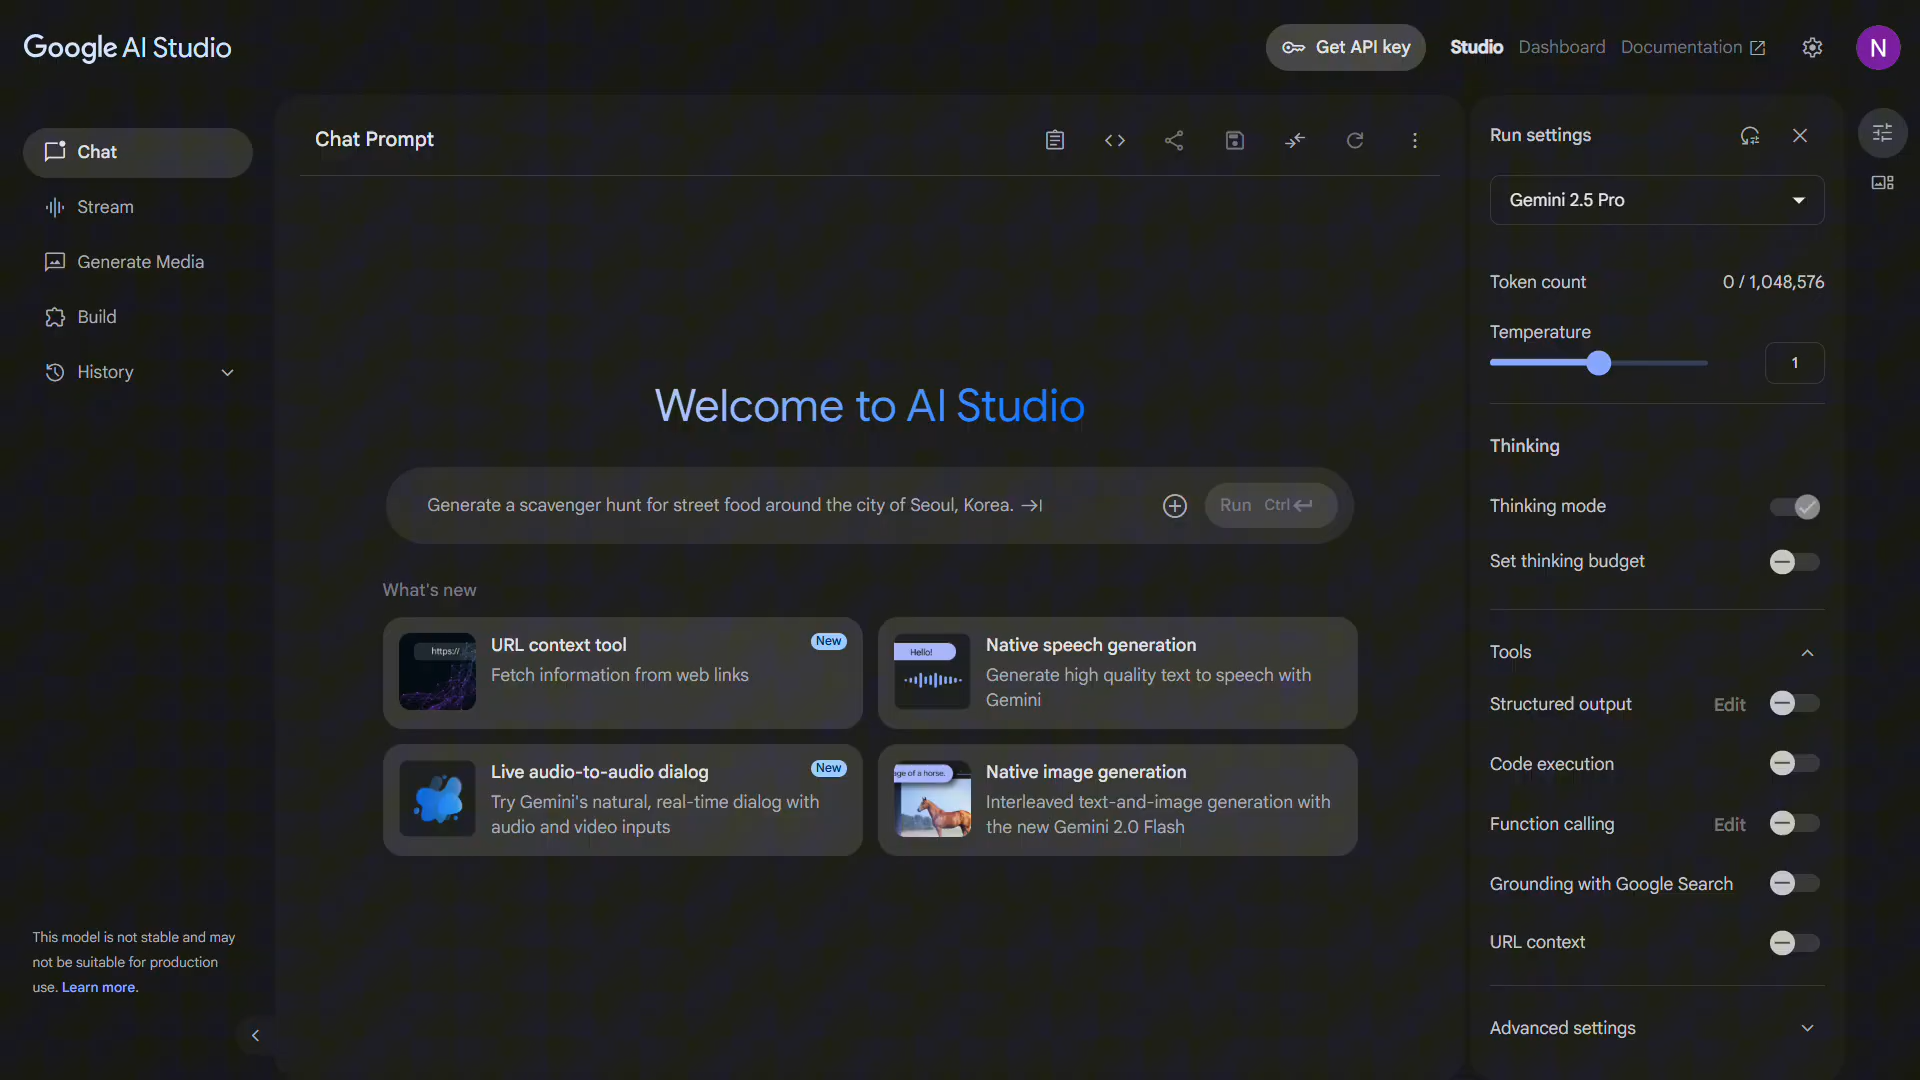 Google AI Studio
Get API key
Studio
Dashboard
Documentation
N
Chat
Stream
Generate Media
Build
History
This model is not stable and may
not be suitable for production
use. Learn more.
Chat Prompt
Welcome to AI Studio
Generate a scavenger hunt for street food around the city of Seoul, Korea.
Run Ctrl
What's new
https://
URL context tool
New
Fetch information from web links
Hello!
Native speech generation
Generate high quality text to speech with
Gemini
Live audio-to-audio dialog
New
Try Gemini's natural, real-time dialog with
audio and video inputs
age of a horse.
Native image generation
Interleaved text-and-image generation with
the new Gemini 2.0 Flash
Run settings
Gemini 2.5 Pro
Token count
0 / 1,048,576
Temperature
1
Thinking
Thinking mode
Set thinking budget
Tools
Structured output
Edit
Code execution
Function calling
Edit
Grounding with Google Search
URL context
Advanced settings